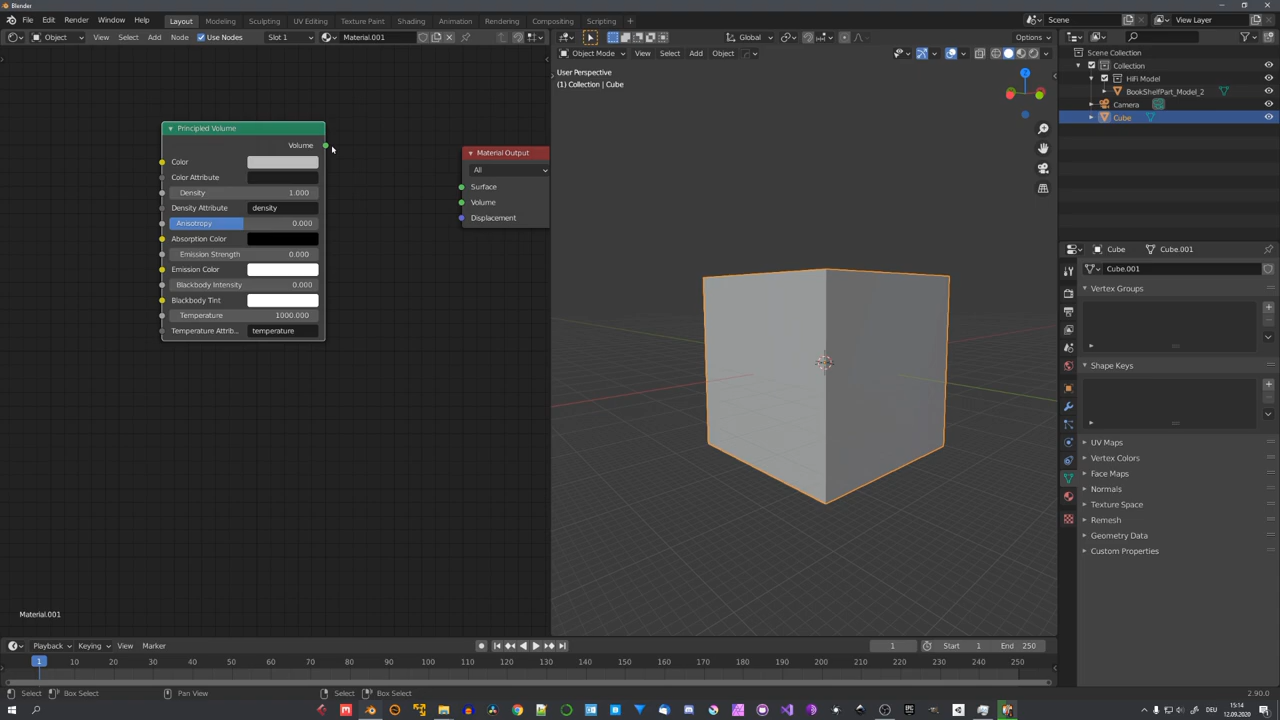 Blender
File Edit Render Window Help Layout Modeling Sculpting UV Editing Texture Paint Shading Animation Rendering Compositing Scripting + Scene View Layer
Object View Select Add Node Use Nodes Slot 1 Material.001 Global Options
Object Mode View Select Add Object
User Perspective
(1) Collection | Cube
Principled Volume
Volume
Color
Color Attribute
Density 1.000
Density Attribute density
Anisotropy 0.000
Absorption Color
Emission Strength 0.000
Emission Color
Blackbody Intensity 0.000
Blackbody Tint
Temperature 1000.000
Temperature Attrib.. temperature
Material Output
All
Surface
Volume
Displacement
Z
Scene Collection
Collection
HiFi Model
BookShelfPart_Model_2
Camera
Cube
Cube Cube.001
Cube.001
Vertex Groups
Shape Keys
UV Maps
Vertex Colors
Face Maps
Normals
Texture Space
Remesh
Geometry Data
Custom Properties
Material.001
Playback Keying View Marker 1 Start 1 End 250
1 10 20 30 40 50 60 70 80 90 100 110 120 130 140 150 160 170 180 190 200 210 220 230 240 250
Select Box Select Pan View Select Box Select 2.90.0
DEU 15:14
12.09.2020